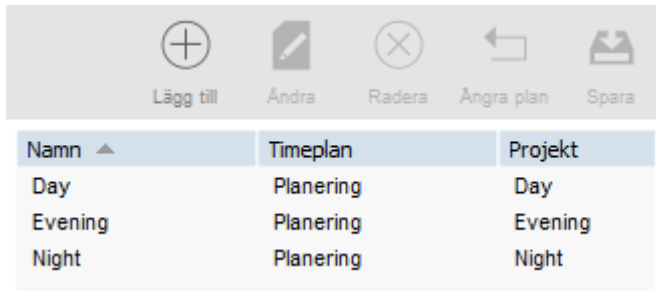 Lägg till Ändra Radera Ångra plan Spara
Namn Timeplan Projekt
Day Planering Day
Evening Planering Evening
Night Planering Night